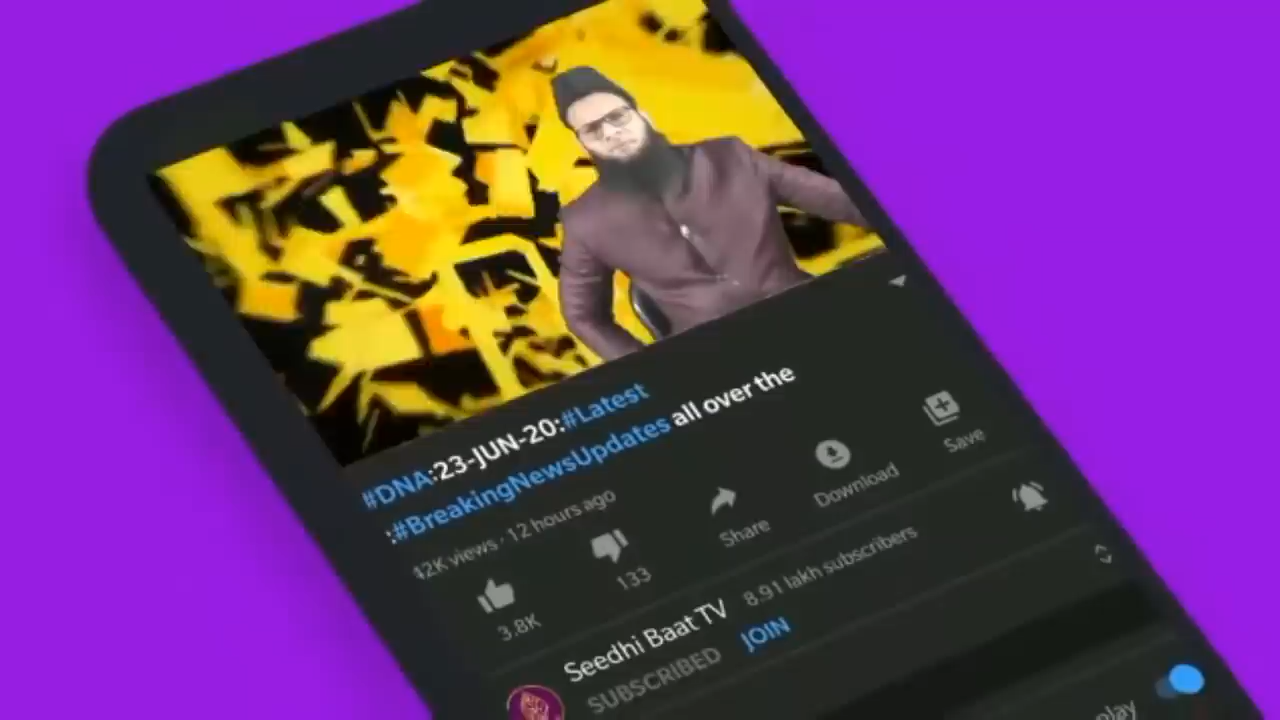 #DNA:23-JUN-20:#Latest
:#BreakingNewsUpdates all over the
42K views · 12 hours ago
3.8K
133
Share
Download
Save
Seedhi Baat TV
8.91 lakh subscribers
SUBSCRIBED
JOIN